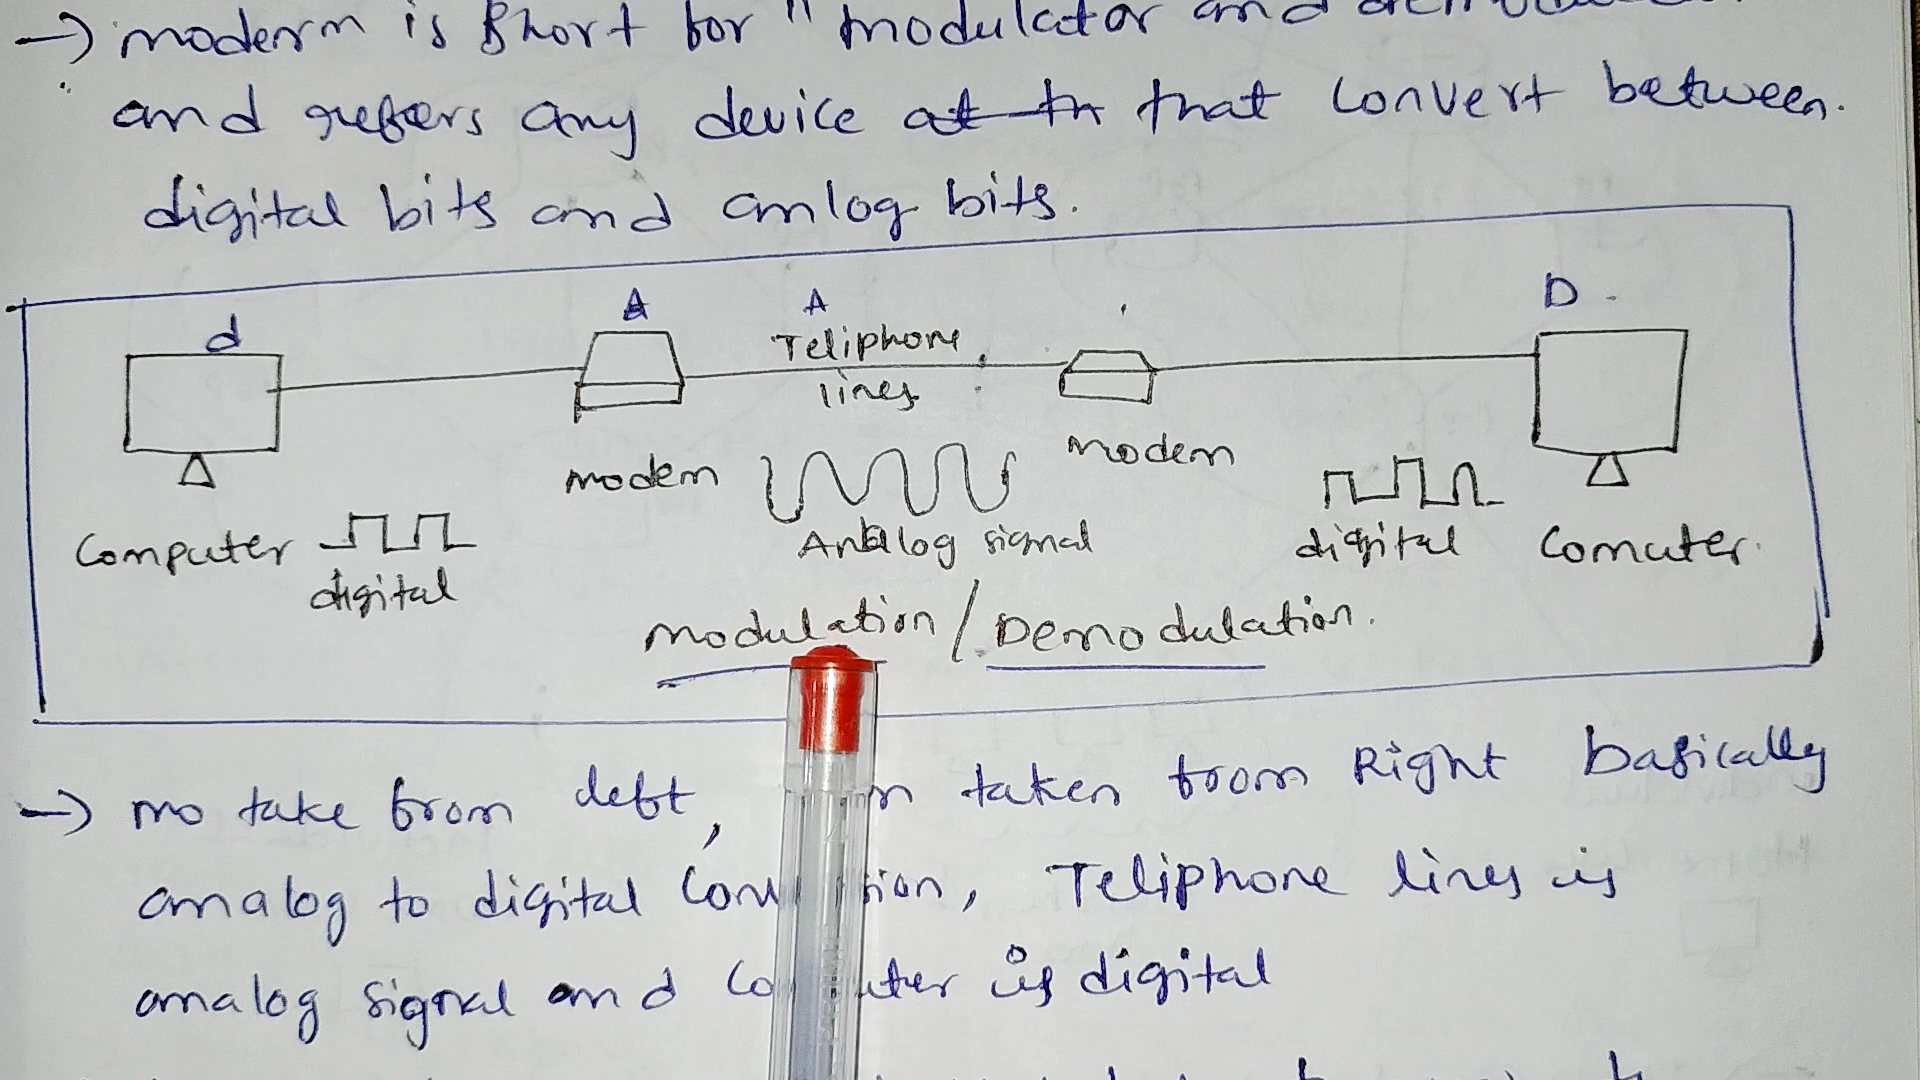 → moderm is short for "modulator and
and refers any device at th that convert between.
digital bits and anlog bits.
d A A D
Teliphone
lines
modem modem
Computer digital Analog signal digital Comuter.
Modulation / Demodulation.
→ mo take from left, taken from Right basically
analog to digital Teliphone lines is
analog signal and is digital